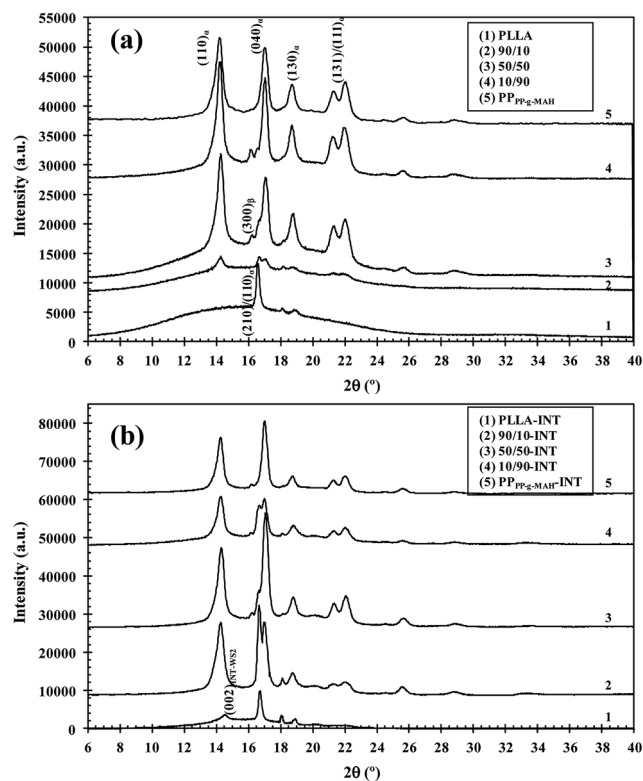 (a)
55000
50000
45000
40000
35000
30000
25000
20000
15000
10000
5000
0
Intensity (a.u.)
(110)α
(040)α
(130)α
(131)/(111)α
(300)β
(210)/(110)α
(1) PLLA
(2) 90/10
(3) 50/50
(4) 10/90
(5) PPPP-g-MAH
5
4
3
2
1
6 8 10 12 14 16 18 20 22 24 26 28 30 32 34 36 38 40
2θ (º)
(b)
80000
70000
60000
50000
40000
30000
20000
10000
0
Intensity (a.u.)
(002)INT-WS2
(1) PLLA-INT
(2) 90/10-INT
(3) 50/50-INT
(4) 10/90-INT
(5) PPPP-g-MAH-INT
5
4
3
2
1
6 8 10 12 14 16 18 20 22 24 26 28 30 32 34 36 38 40
2θ (º)